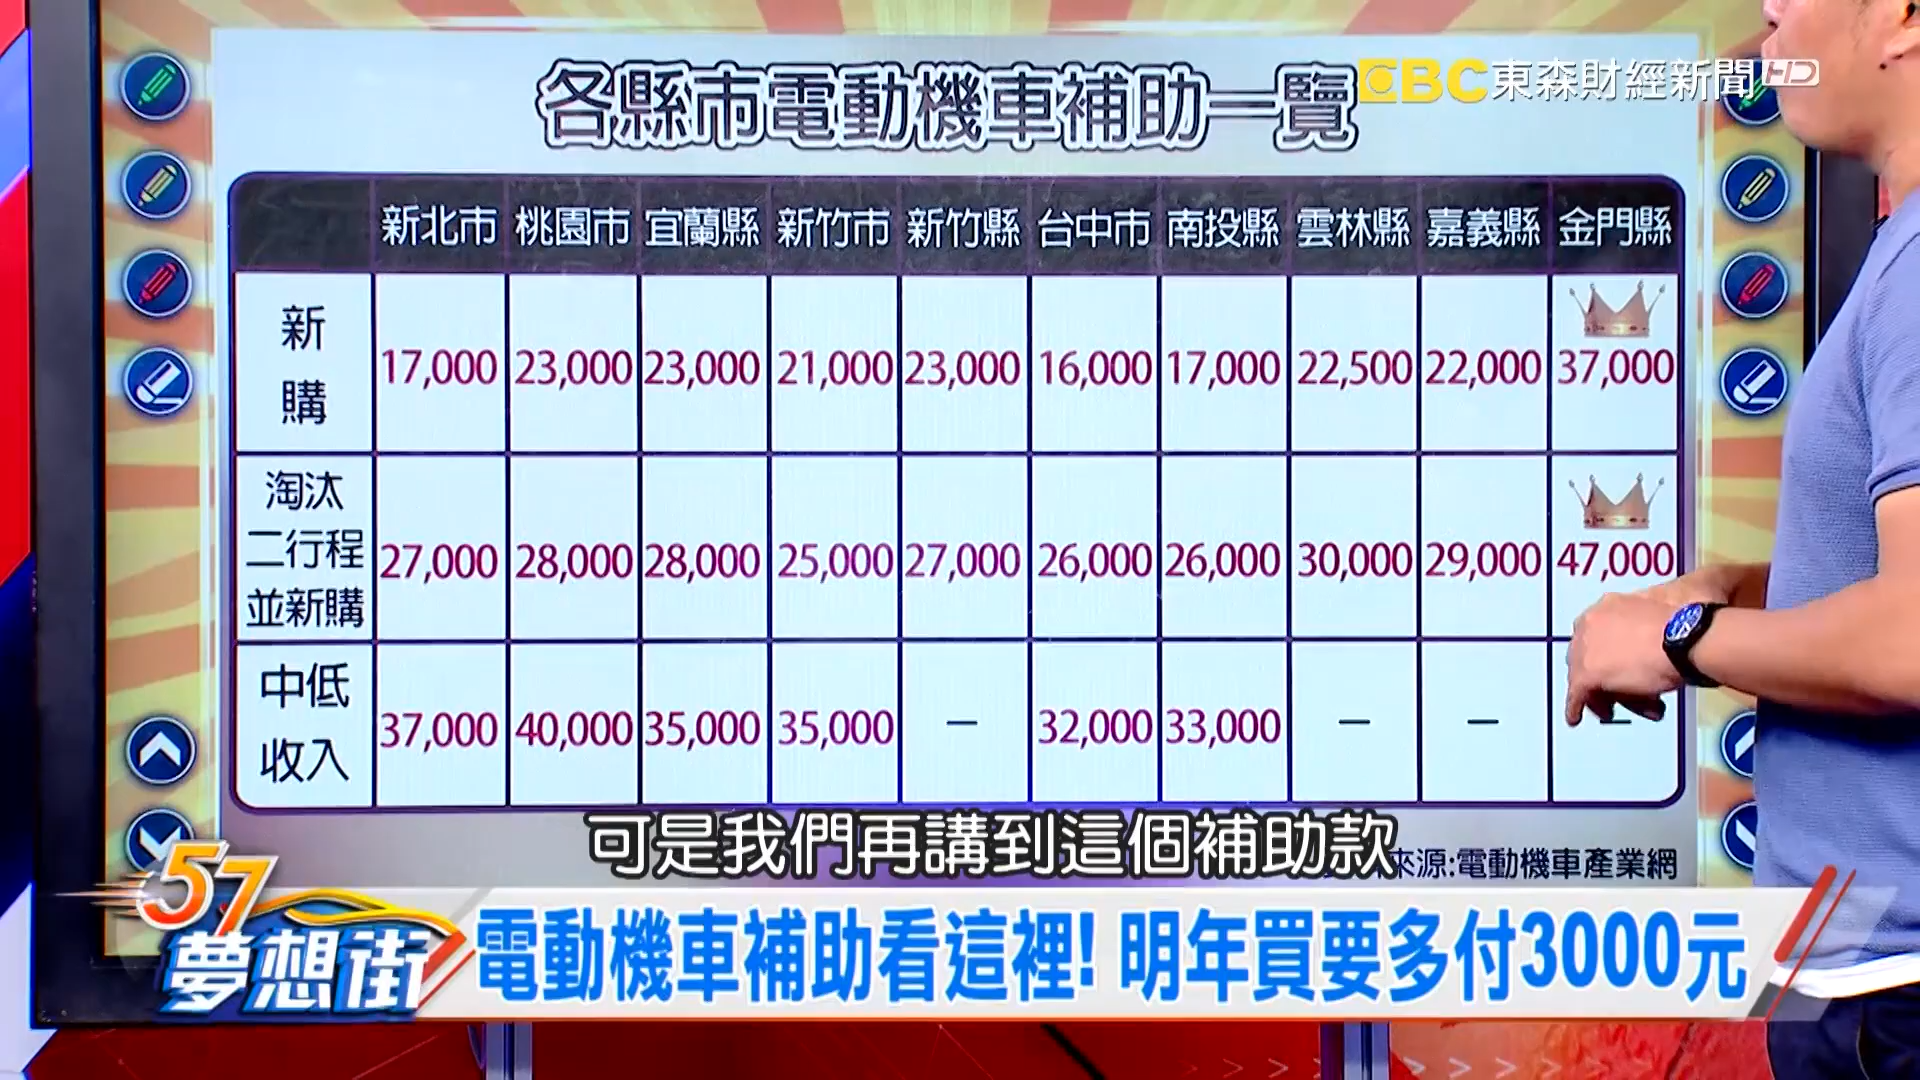 各縣市電動機車補助一覽
EBC 東森財經新聞 HD
新北市 桃園市 宜蘭縣 新竹市 新竹縣 台中市 南投縣 雲林縣 嘉義縣 金門縣
新購 17,000 23,000 23,000 21,000 23,000 16,000 17,000 22,500 22,000 37,000
淘汰二行程並新購 27,000 28,000 28,000 25,000 27,000 26,000 26,000 30,000 29,000 47,000
中低收入 37,000 40,000 35,000 35,000 — 32,000 33,000 — — —
可是我們再講到這個補助款
來源:電動機車產業網
57夢想街
電動機車補助看這裡! 明年買要多付3000元